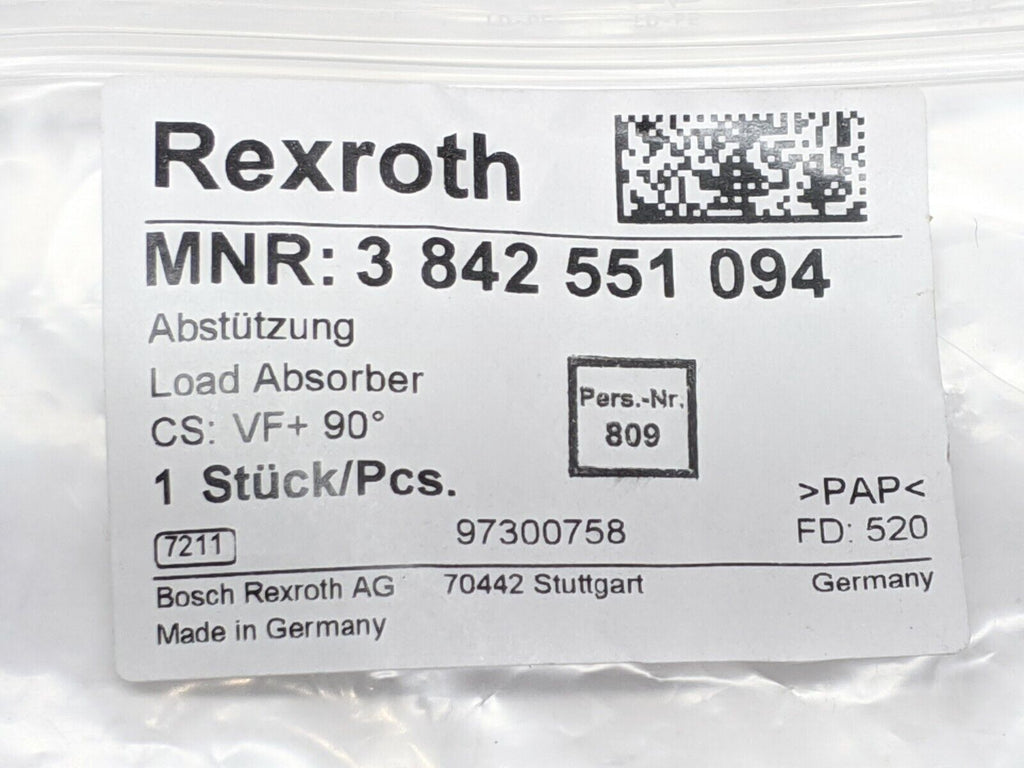 Rexroth
MNR: 3 842 551 094
Abstützung
Load Absorber
CS: VF+ 90°
Pers.-Nr.
809
1 Stück/Pcs.
>PAP<
7211
97300758
FD: 520
Bosch Rexroth AG 70442 Stuttgart Germany
Made in Germany